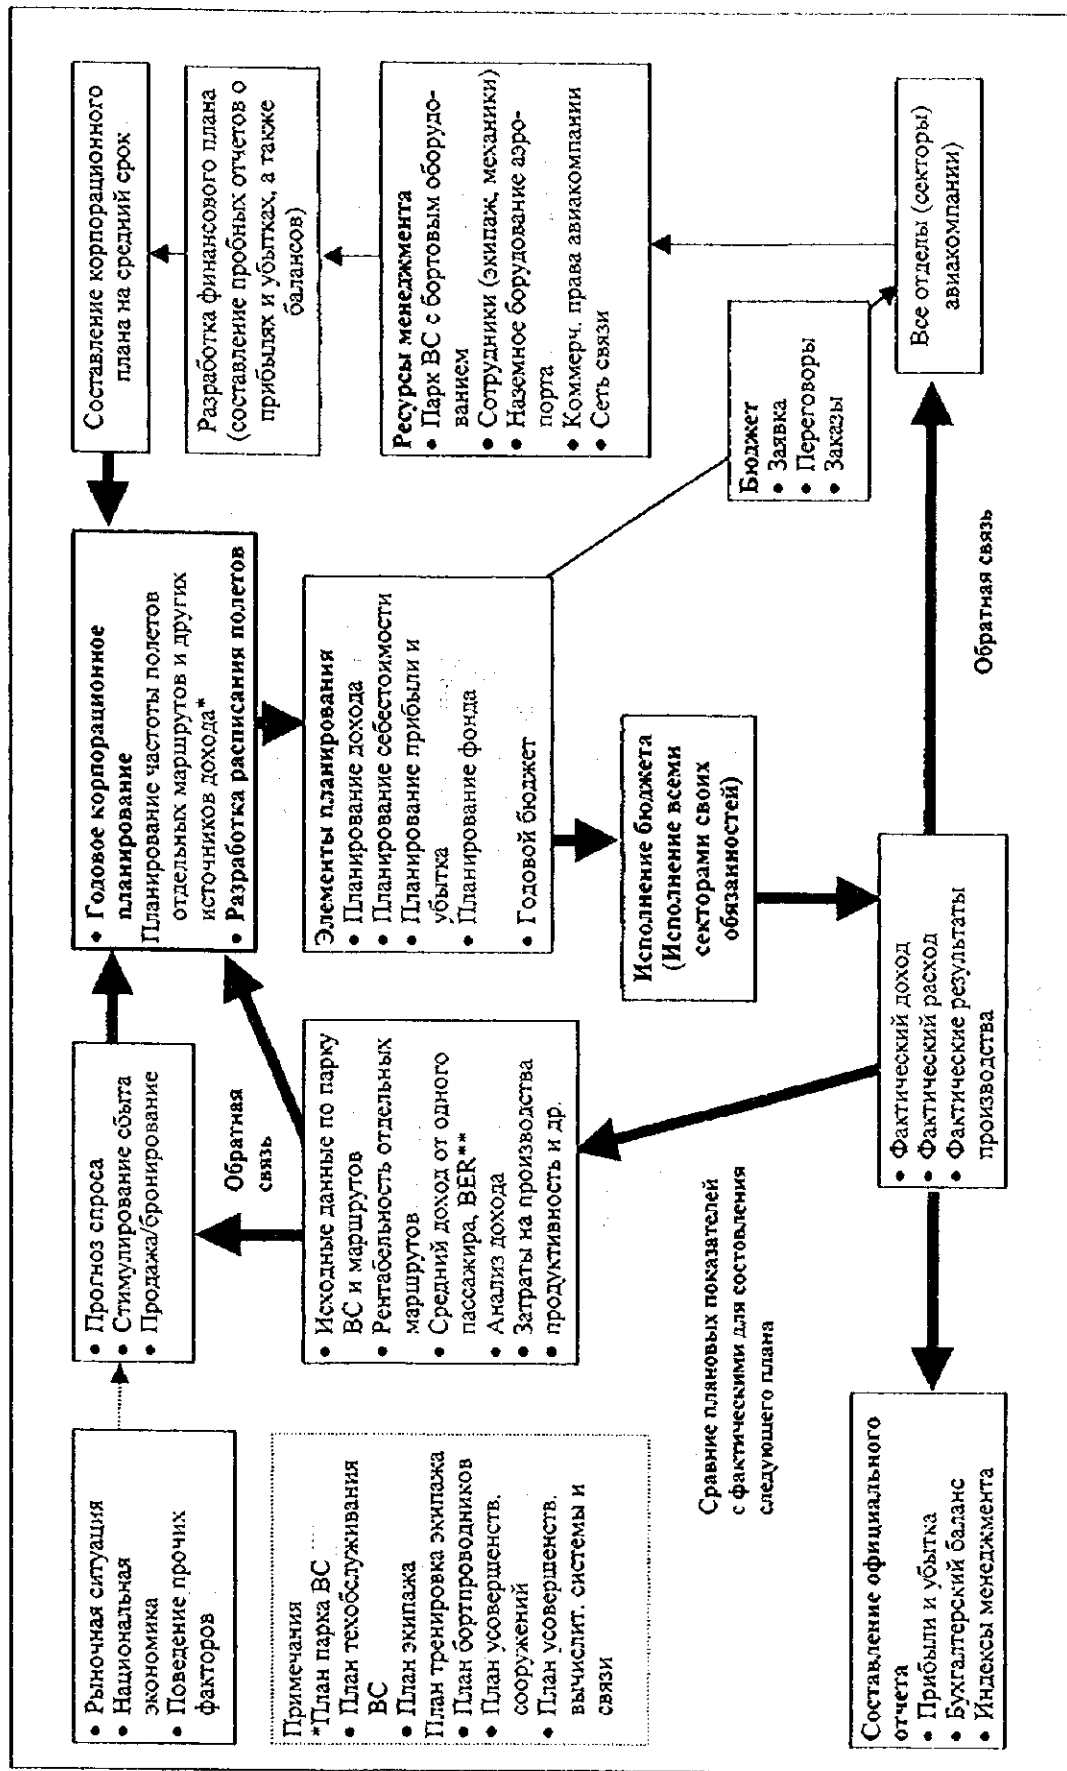 • Рыночная ситуация
• Национальная
экономика
• Поведение прочих
факторов
• Прогноз спроса
• Стимулирование сбыта
• Продажа/бронирование
• Годовое корпорационное
планирование
Планирование частоты полетов
отдельных маршрутов и других
источников дохода*
• Разработка расписания полетов
Составление корпорационного
плана на средний срок
Разработка финансового плана
(составление пробных отчетов о
прибылях и убытках, а также
балансов)
Обратная
связь
Примечания
*План парка ВС
• План техобслуживания
ВС
• План экипажа
План тренировка экипажа
• План бортпроводников
• План усовершенств.
сооружений
• План усовершенств.
вычислит. системы и
связи
• Исходные данные по парку
ВС и маршрутов
• Рентабельность отдельных
маршрутов
• Средний доход от одного
пассажира, BER**
• Анализ дохода
• Затраты на производства
• продуктивность и др.
Элементы планирования
• Планирование дохода
• Планирование себестоимости
• Планирование прибыли и
убытка
• Планирование фонда
• Годовой бюджет
Ресурсы менеджмента
• Парк ВС с бортовым оборудо-
ванием
• Сотрудники (экипаж, механики)
• Наземное борудование аэро-
порта
• Коммерч. права авиакомпании
• Сеть связи
Исполнение бюджета
(Исполнение всеми
секторами своих
обязанностей)
Бюджет
• Заявка
• Переговоры
• Заказы
Сравние плановых показателей
с фактическими для состовления
следуюшего плана
Составление официального
отчета
• Прибыли и убытка
• Бухгалтерский баланс
• Индексы менеджмента
• Фактический доход
• Фактический расход
• Фактические результаты
производства
Все отделы (секторы)
авиакомпании)
Обратная связь